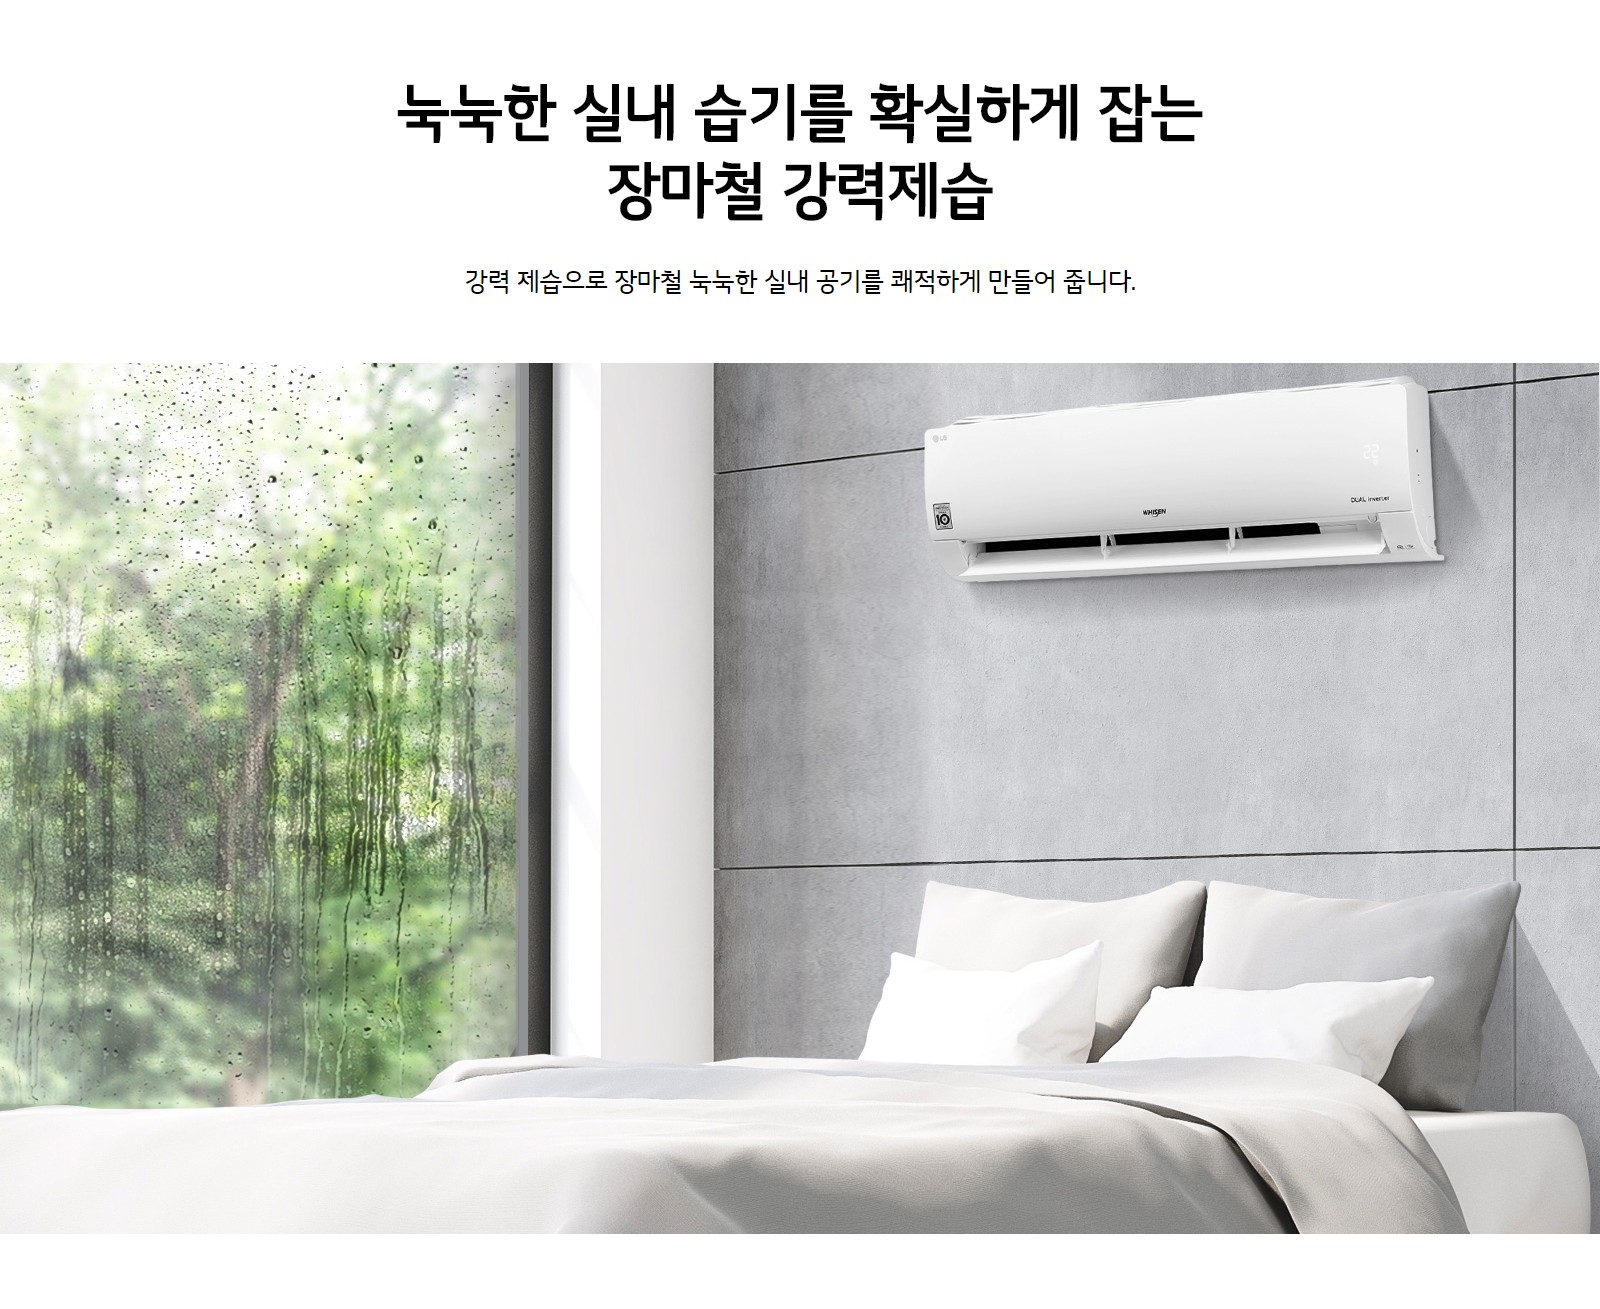 눅눅한 실내 습기를 확실하게 잡는
장마철 강력제습
강력 제습으로 장마철 눅눅한 실내 공기를 쾌적하게 만들어 줍니다.
LG
22
DUAL Inverter
WHISEN
10